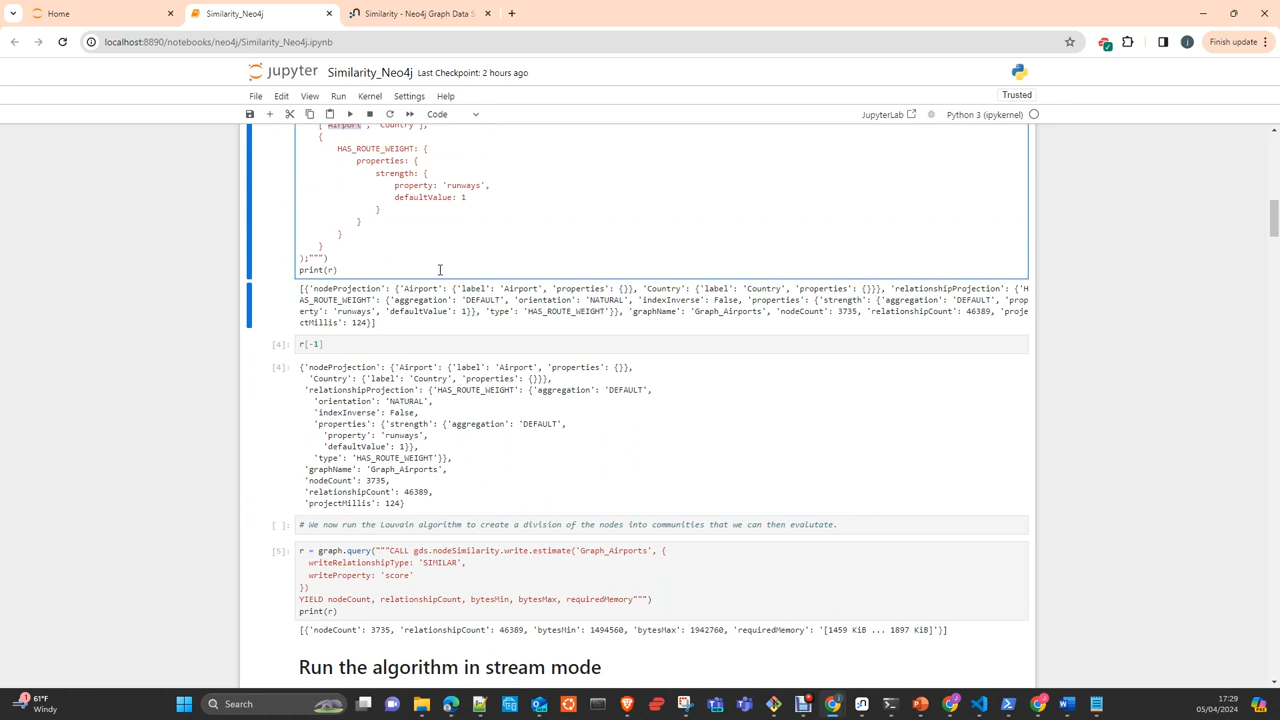 Home
Similarity_Neo4j
Similarity - Neo4j Graph Data S
localhost:8890/notebooks/neo4j/Similarity_Neo4j.ipynb
Finish update
jupyter Similarity_Neo4j Last Checkpoint: 2 hours ago
File Edit View Run Kernel Settings Help
Trusted
Code
JupyterLab
Python 3 (ipykernel)
["Airport", "Country"],
{
HAS_ROUTE_WEIGHT: {
properties: {
strength: {
property: 'runways',
defaultValue: 1
}
}
}
}
);""")
print(r)
[{'nodeProjection': {'Airport': {'label': 'Airport', 'properties': {}}, 'Country': {'label': 'Country', 'properties': {}}}, 'relationshipProjection': {'H
AS_ROUTE_WEIGHT': {'aggregation': 'DEFAULT', 'orientation': 'NATURAL', 'indexInverse': False, 'properties': {'strength': {'aggregation': 'DEFAULT', 'prop
erty': 'runways', 'defaultValue': 1}}, 'type': 'HAS_ROUTE_WEIGHT'}}, 'graphName': 'Graph_Airports', 'nodeCount': 3735, 'relationshipCount': 46389, 'proje
ctMillis': 124}]
[4]: r[-1]
[4]: {'nodeProjection': {'Airport': {'label': 'Airport', 'properties': {}},
'Country': {'label': 'Country', 'properties': {}}},
'relationshipProjection': {'HAS_ROUTE_WEIGHT': {'aggregation': 'DEFAULT',
'orientation': 'NATURAL',
'indexInverse': False,
'properties': {'strength': {'aggregation': 'DEFAULT',
'property': 'runways',
'defaultValue': 1}},
'type': 'HAS_ROUTE_WEIGHT'}},
'graphName': 'Graph_Airports',
'nodeCount': 3735,
'relationshipCount': 46389,
'projectMillis': 124}
[ ]: # We now run the Louvain algorithm to create a division of the nodes into communities that we can then evalutate.
[5]: r = graph.query("""CALL gds.nodeSimilarity.write.estimate('Graph_Airports', {
writeRelationshipType: 'SIMILAR',
writeProperty: 'score'
})
YIELD nodeCount, relationshipCount, bytesMin, bytesMax, requiredMemory""")
print(r)
[{'nodeCount': 3735, 'relationshipCount': 46389, 'bytesMin': 1494560, 'bytesMax': 1942760, 'requiredMemory': '[1459 KiB ... 1897 KiB]'}]
Run the algorithm in stream mode
61°F
Windy
Search
17:29
05/04/2024